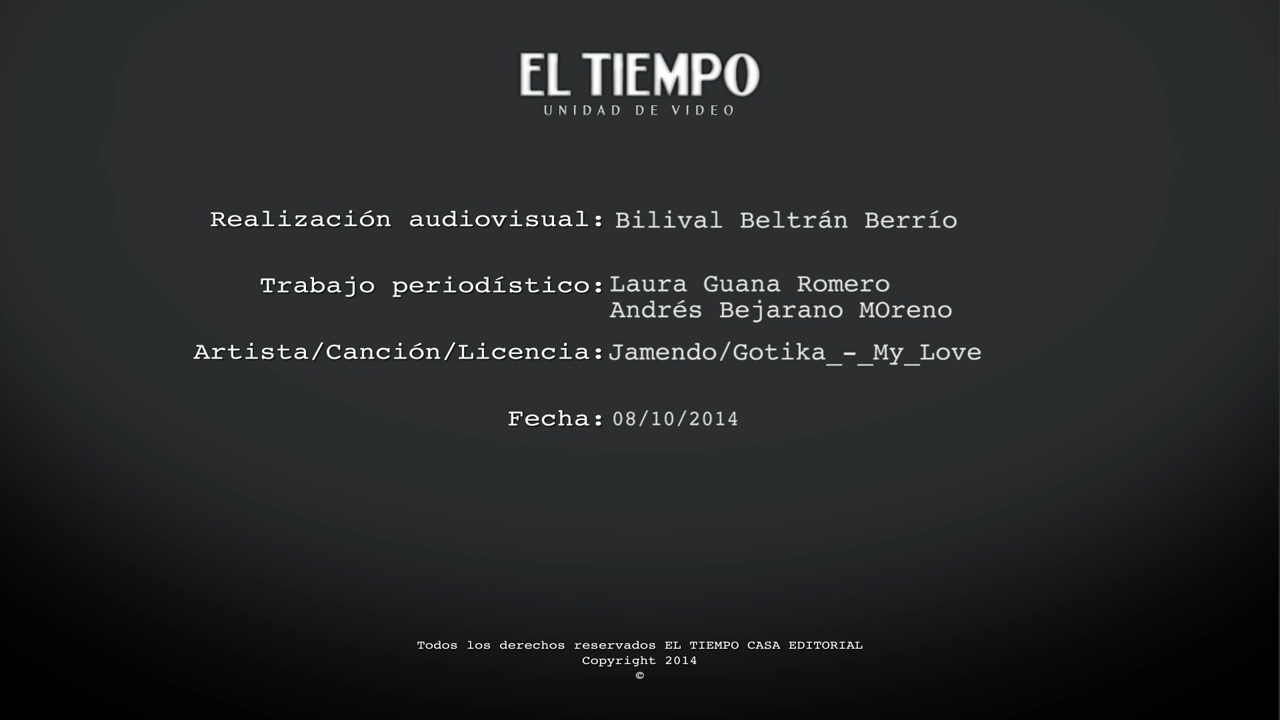 EL TIEMPO
UNIDAD DE VIDEO
Realización audiovisual: Bilival Beltrán Berrío
Trabajo periodístico: Laura Guana Romero
Andrés Bejarano MOreno
Artista/Canción/Licencia: Jamendo/Gotika_-_My_Love
Fecha: 08/10/2014
Todos los derechos reservados EL TIEMPO CASA EDITORIAL
Copyright 2014
©